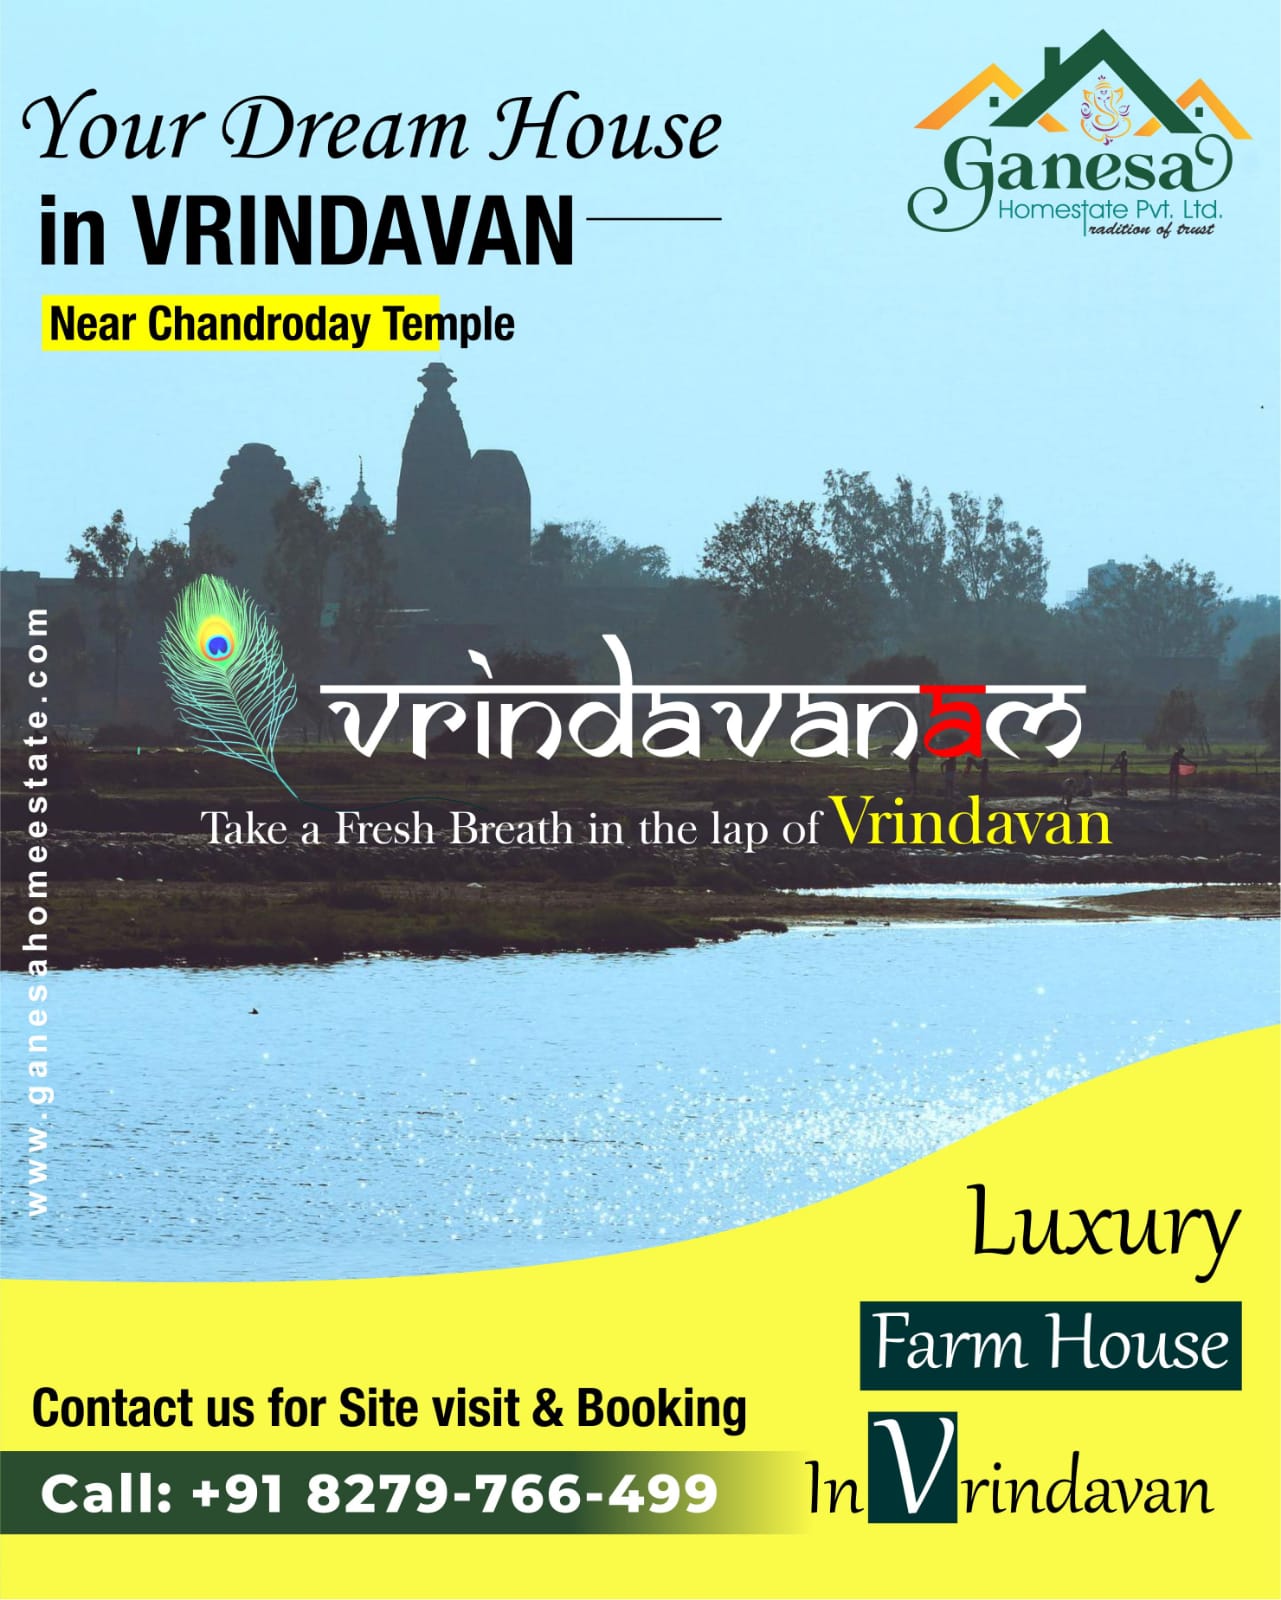 Your Dream House
in VRINDAVAN
Near Chandroday Temple
Ganesa
Homestate Pvt. Ltd.
radition of trust
www.ganesahomeestate.com
vrindavanam
Take a Fresh Breath in the lap of Vrindavan
Luxury
Farm House
In Vrindavan
Contact us for Site visit & Booking
Call: +91 8279-766-499